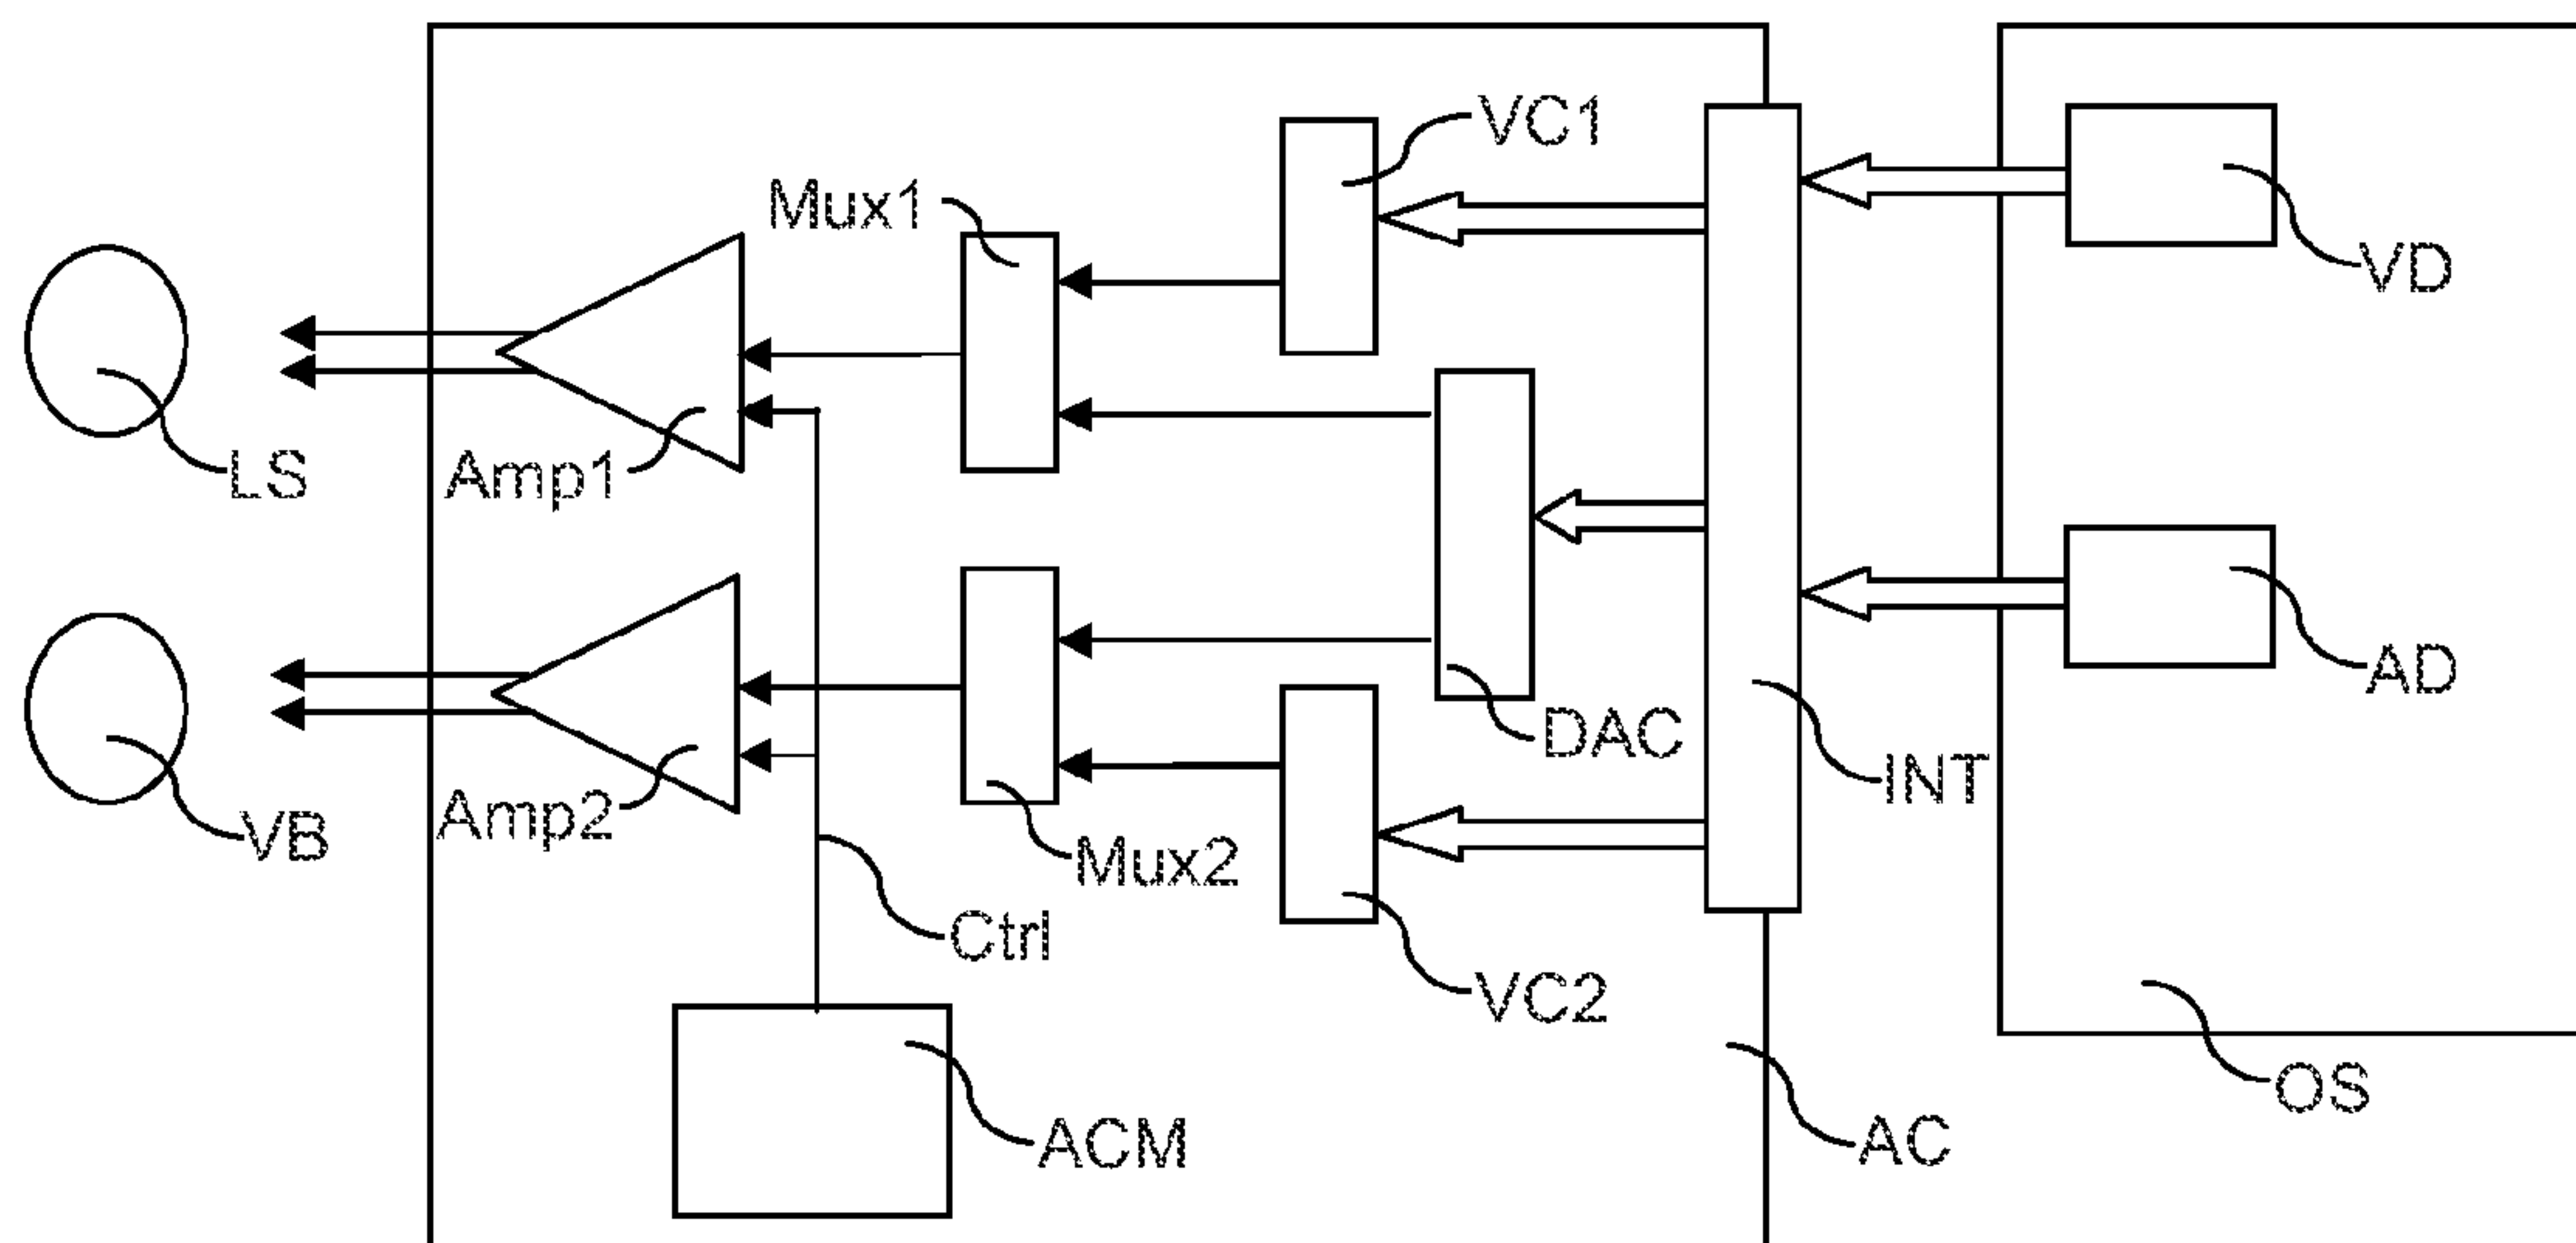 VC1
Mux1
VD
LS
Amp1
AD
DAC
INT
Amp2
VB
Mux2
Ctrl
VC2
OS
ACM
AC